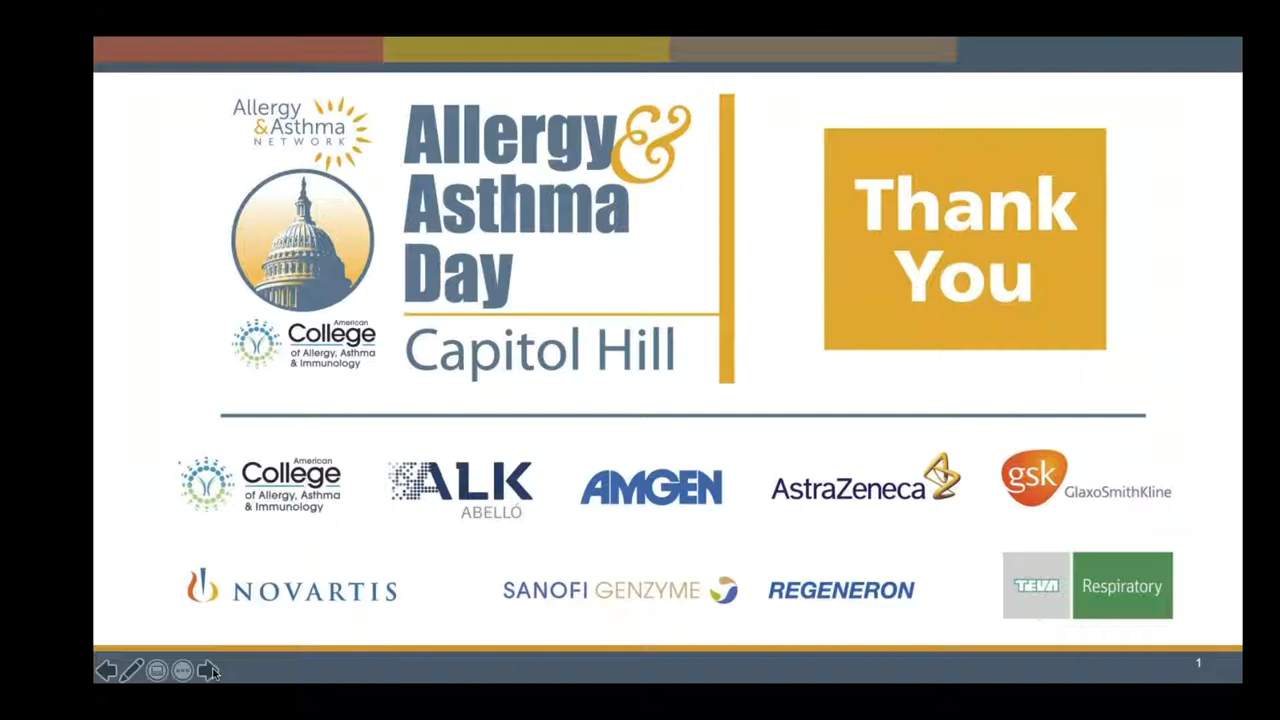 Allergy
&Asthma
NETWORK
Allergy&
Asthma
Day
Capitol Hill
American
College
of Allergy, Asthma
& Immunology
Thank
You
American
College
of Allergy, Asthma
& Immunology
ALK
ABELLÓ
AMGEN
AstraZeneca
gsk
GlaxoSmithKline
NOVARTIS
SANOFI GENZYME
REGENERON
TEVA
Respiratory
1